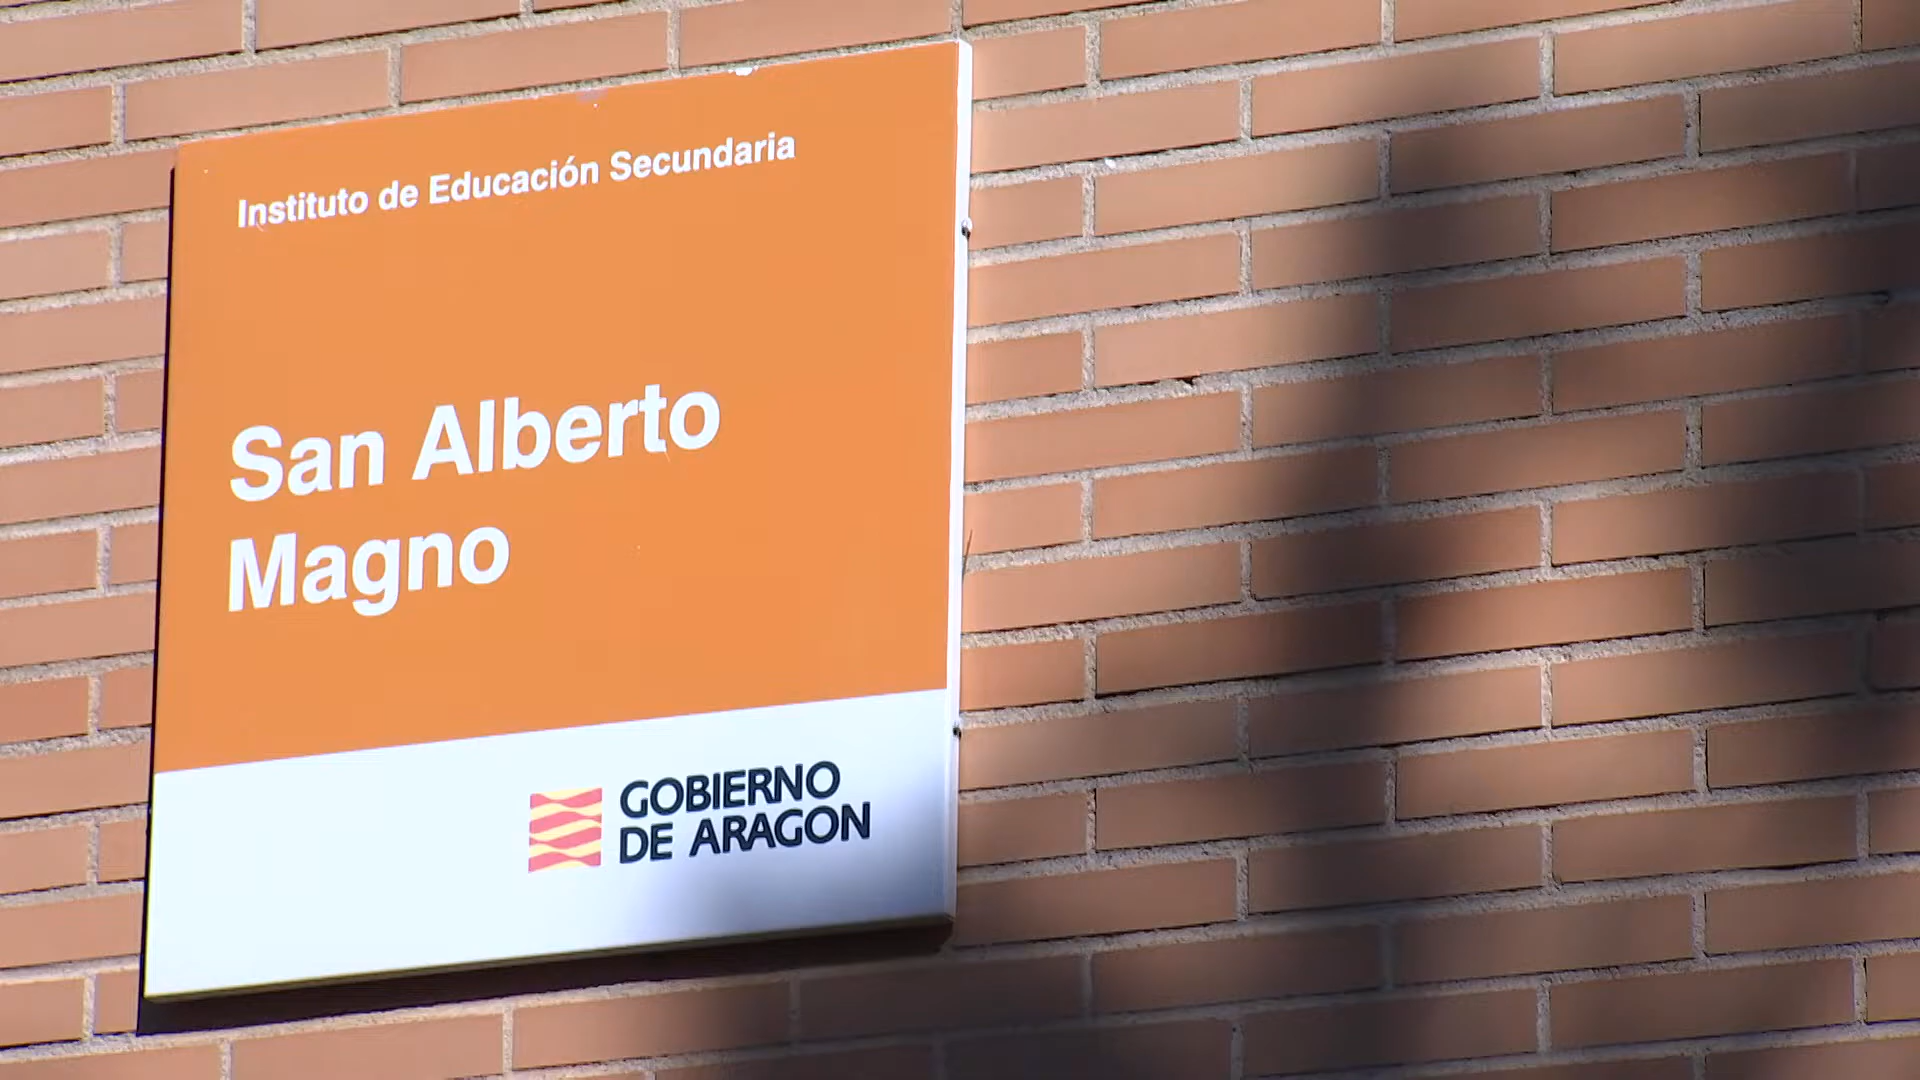 Instituto de Educación Secundaria
San Alberto
Magno
GOBIERNO
DE ARAGON